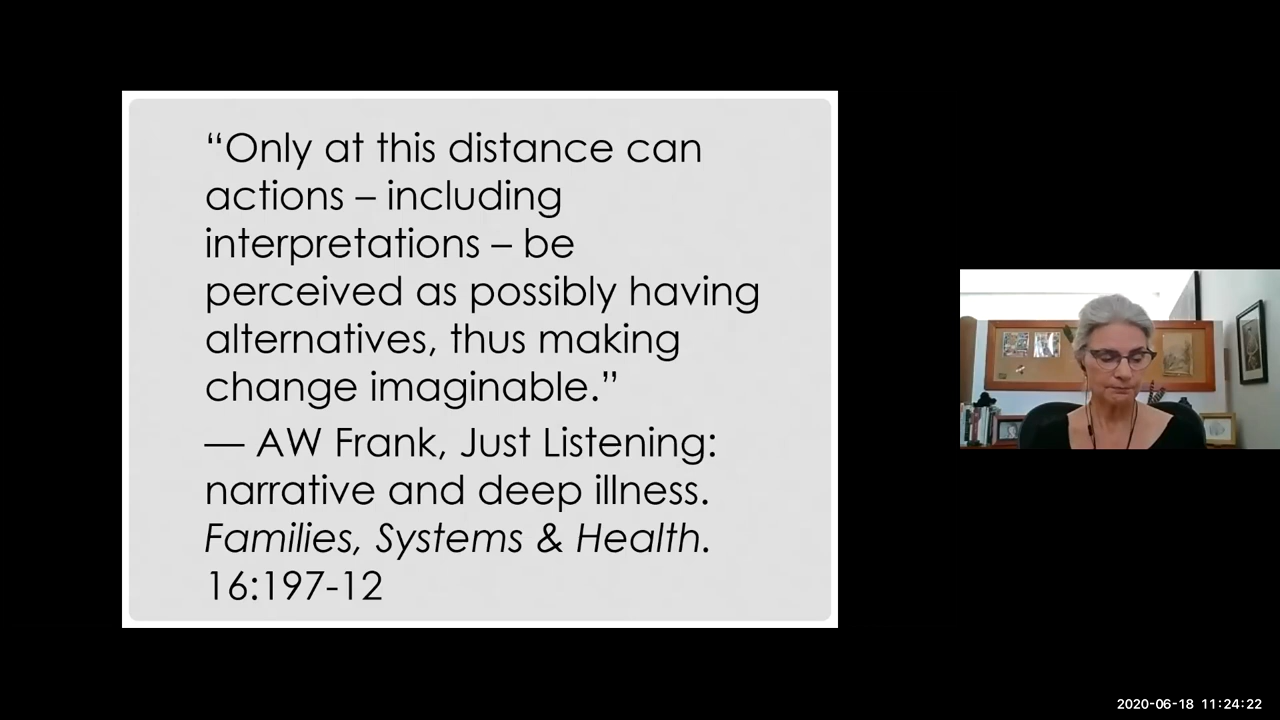 “Only at this distance can
actions – including
interpretations – be
perceived as possibly having
alternatives, thus making
change imaginable.”
— AW Frank, Just Listening:
narrative and deep illness.
Families, Systems & Health.
16:197-12
2020-06-18 11:24:22